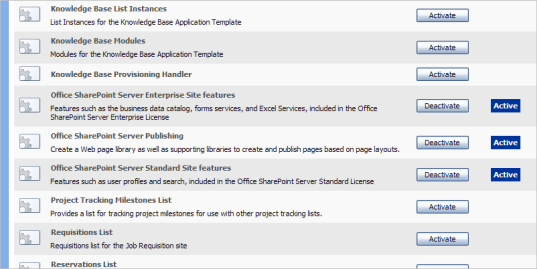 Knowledge Base List Instances
List Instances for the Knowledge Base Application Template
Activate
Knowledge Base Modules
Modules for the Knowledge Base Application Template
Activate
Knowledge Base Provisioning Handler
Activate
Office SharePoint Server Enterprise Site features
Features such as the business data catalog, forms services, and Excel Services, included in the Office
SharePoint Server Enterprise License
Deactivate
Active
Office SharePoint Server Publishing
Create a Web page library as well as supporting libraries to create and publish pages based on page layouts.
Deactivate
Active
Office SharePoint Server Standard Site features
Features such as user profiles and search, included in the Office SharePoint Server Standard License
Deactivate
Active
Project Tracking Milestones List
Provides a list for tracking project milestones for use with other project tracking lists.
Activate
Requisitions List
Requisitions list for the Job Requisition site
Activate
Reservations List